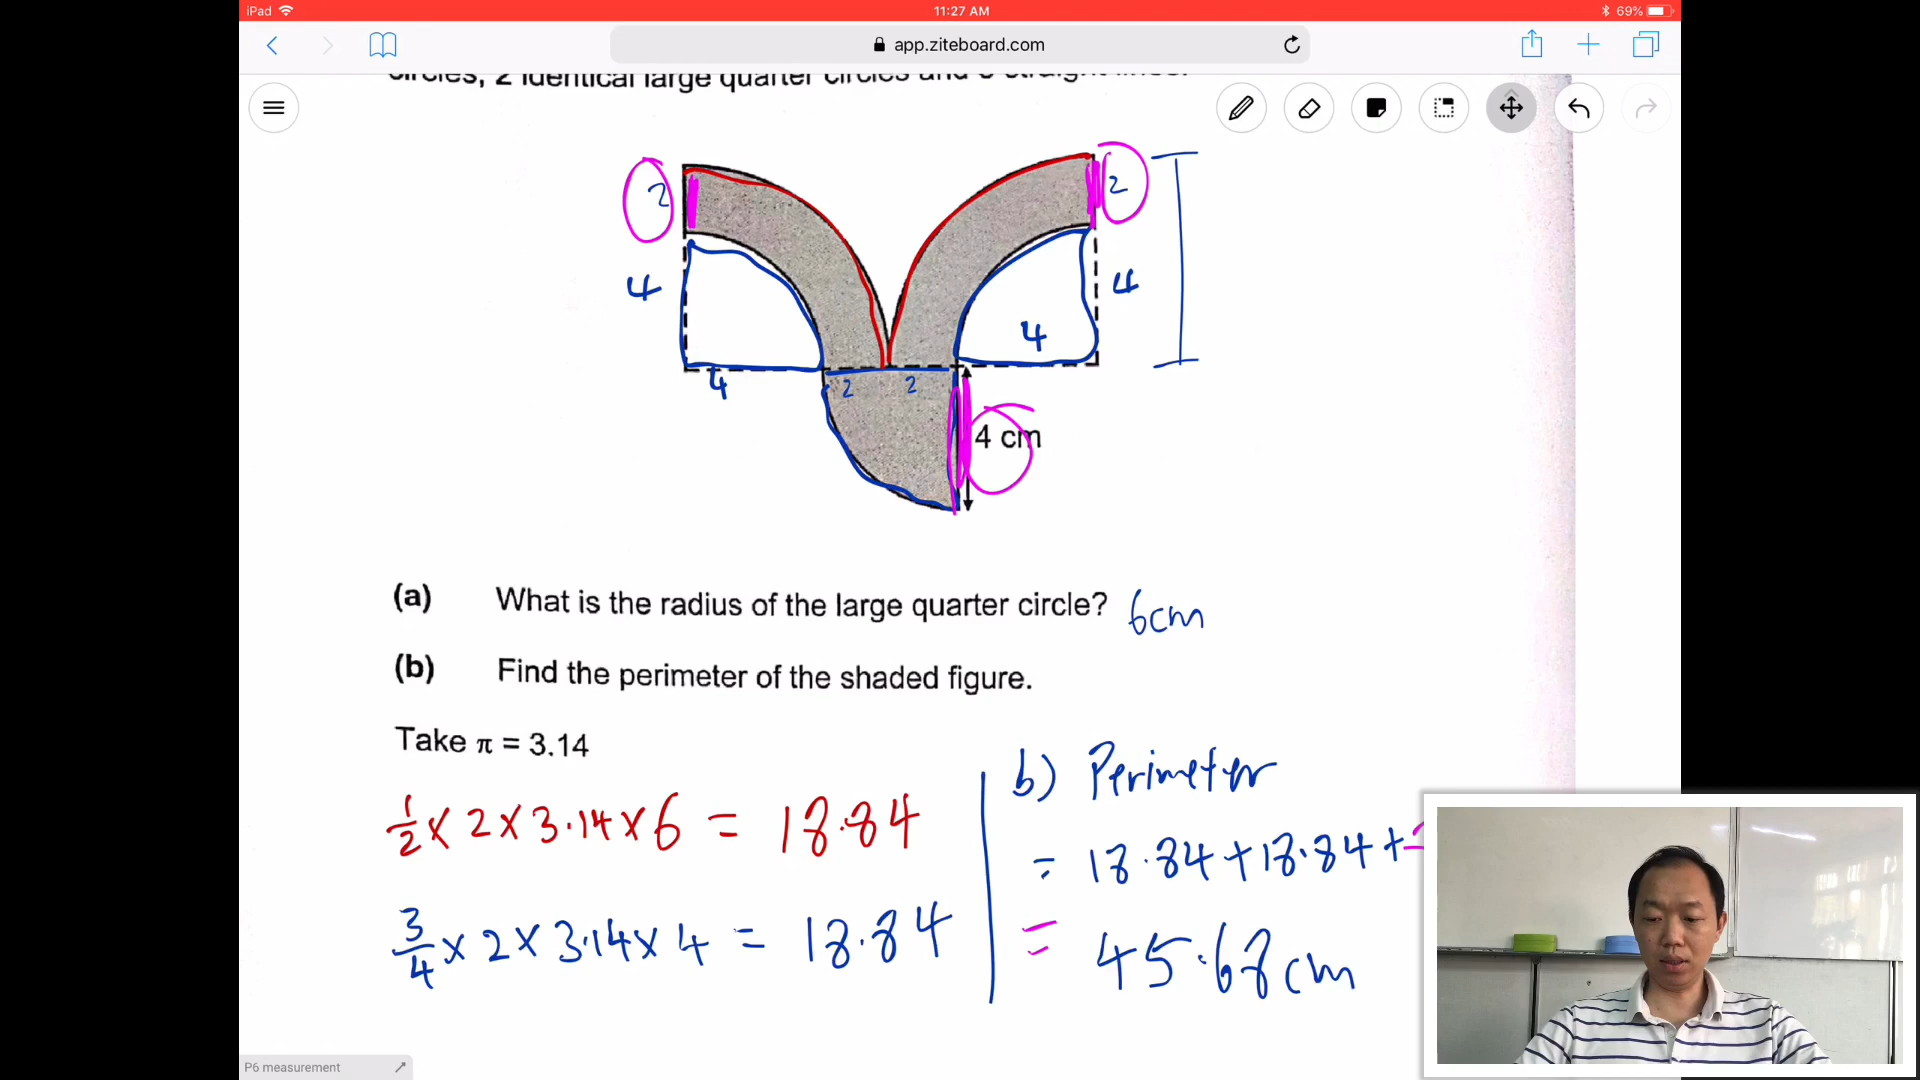 iPad 11:27 AM 69%
app.ziteboard.com
circles, 2 identical large quarter circles and 3 straight lines.
2 2
4 4
4
4 2 2
4 cm
(a) What is the radius of the large quarter circle? 6cm
(b) Find the perimeter of the shaded figure.
Take π = 3.14
1/2 × 2 × 3.14 × 6 = 18.84
3/4 × 2 × 3.14 × 4 = 18.84
b) Perimeter
= 18.84 + 18.84 +
= 45.68cm
P6 measurement